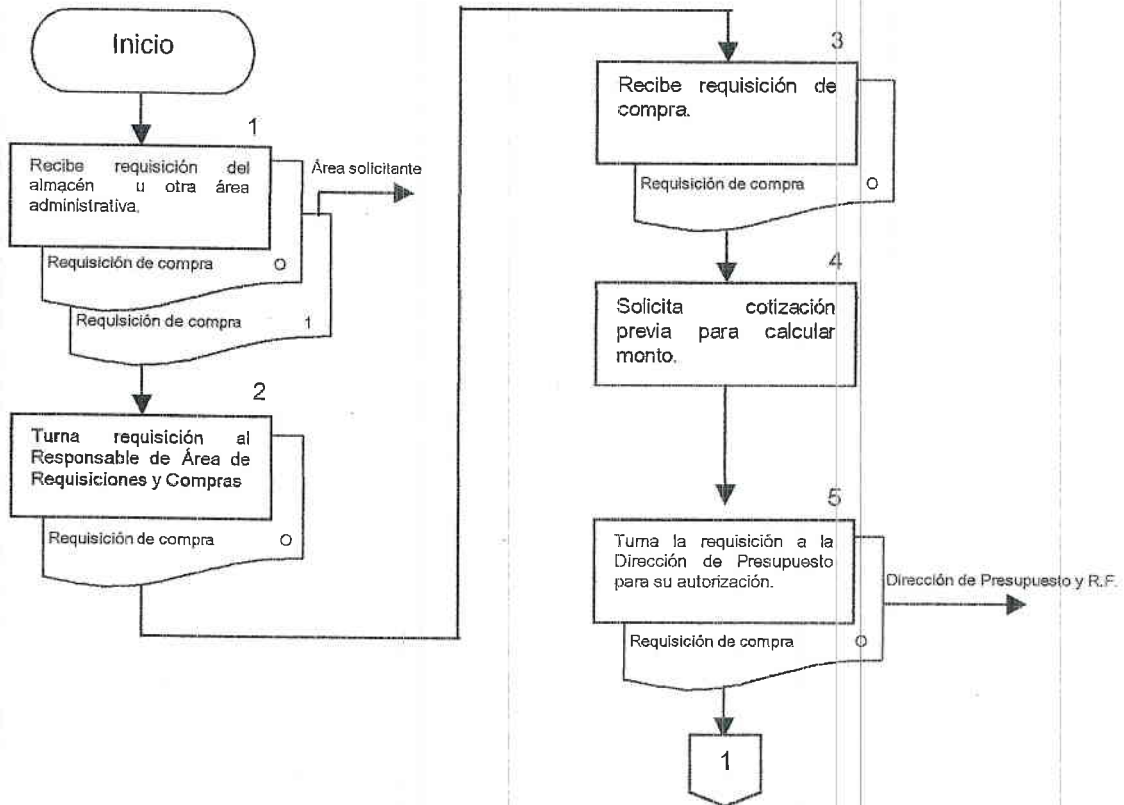 Inicio
1
Recibe requisición del
almacén u otra área
administrativa.
Área solicitante
Requisición de compra O
Requisición de compra 1
2
Turna requisición al
Responsable de Área de
Requisiciones y Compras
Requisición de compra O
3
Recibe requisición de
compra.
Requisición de compra O
4
Solicita cotización
previa para calcular
monto.
5
Turna la requisición a la
Dirección de Presupuesto
para su autorización.
Dirección de Presupuesto y R.F.
Requisición de compra O
1